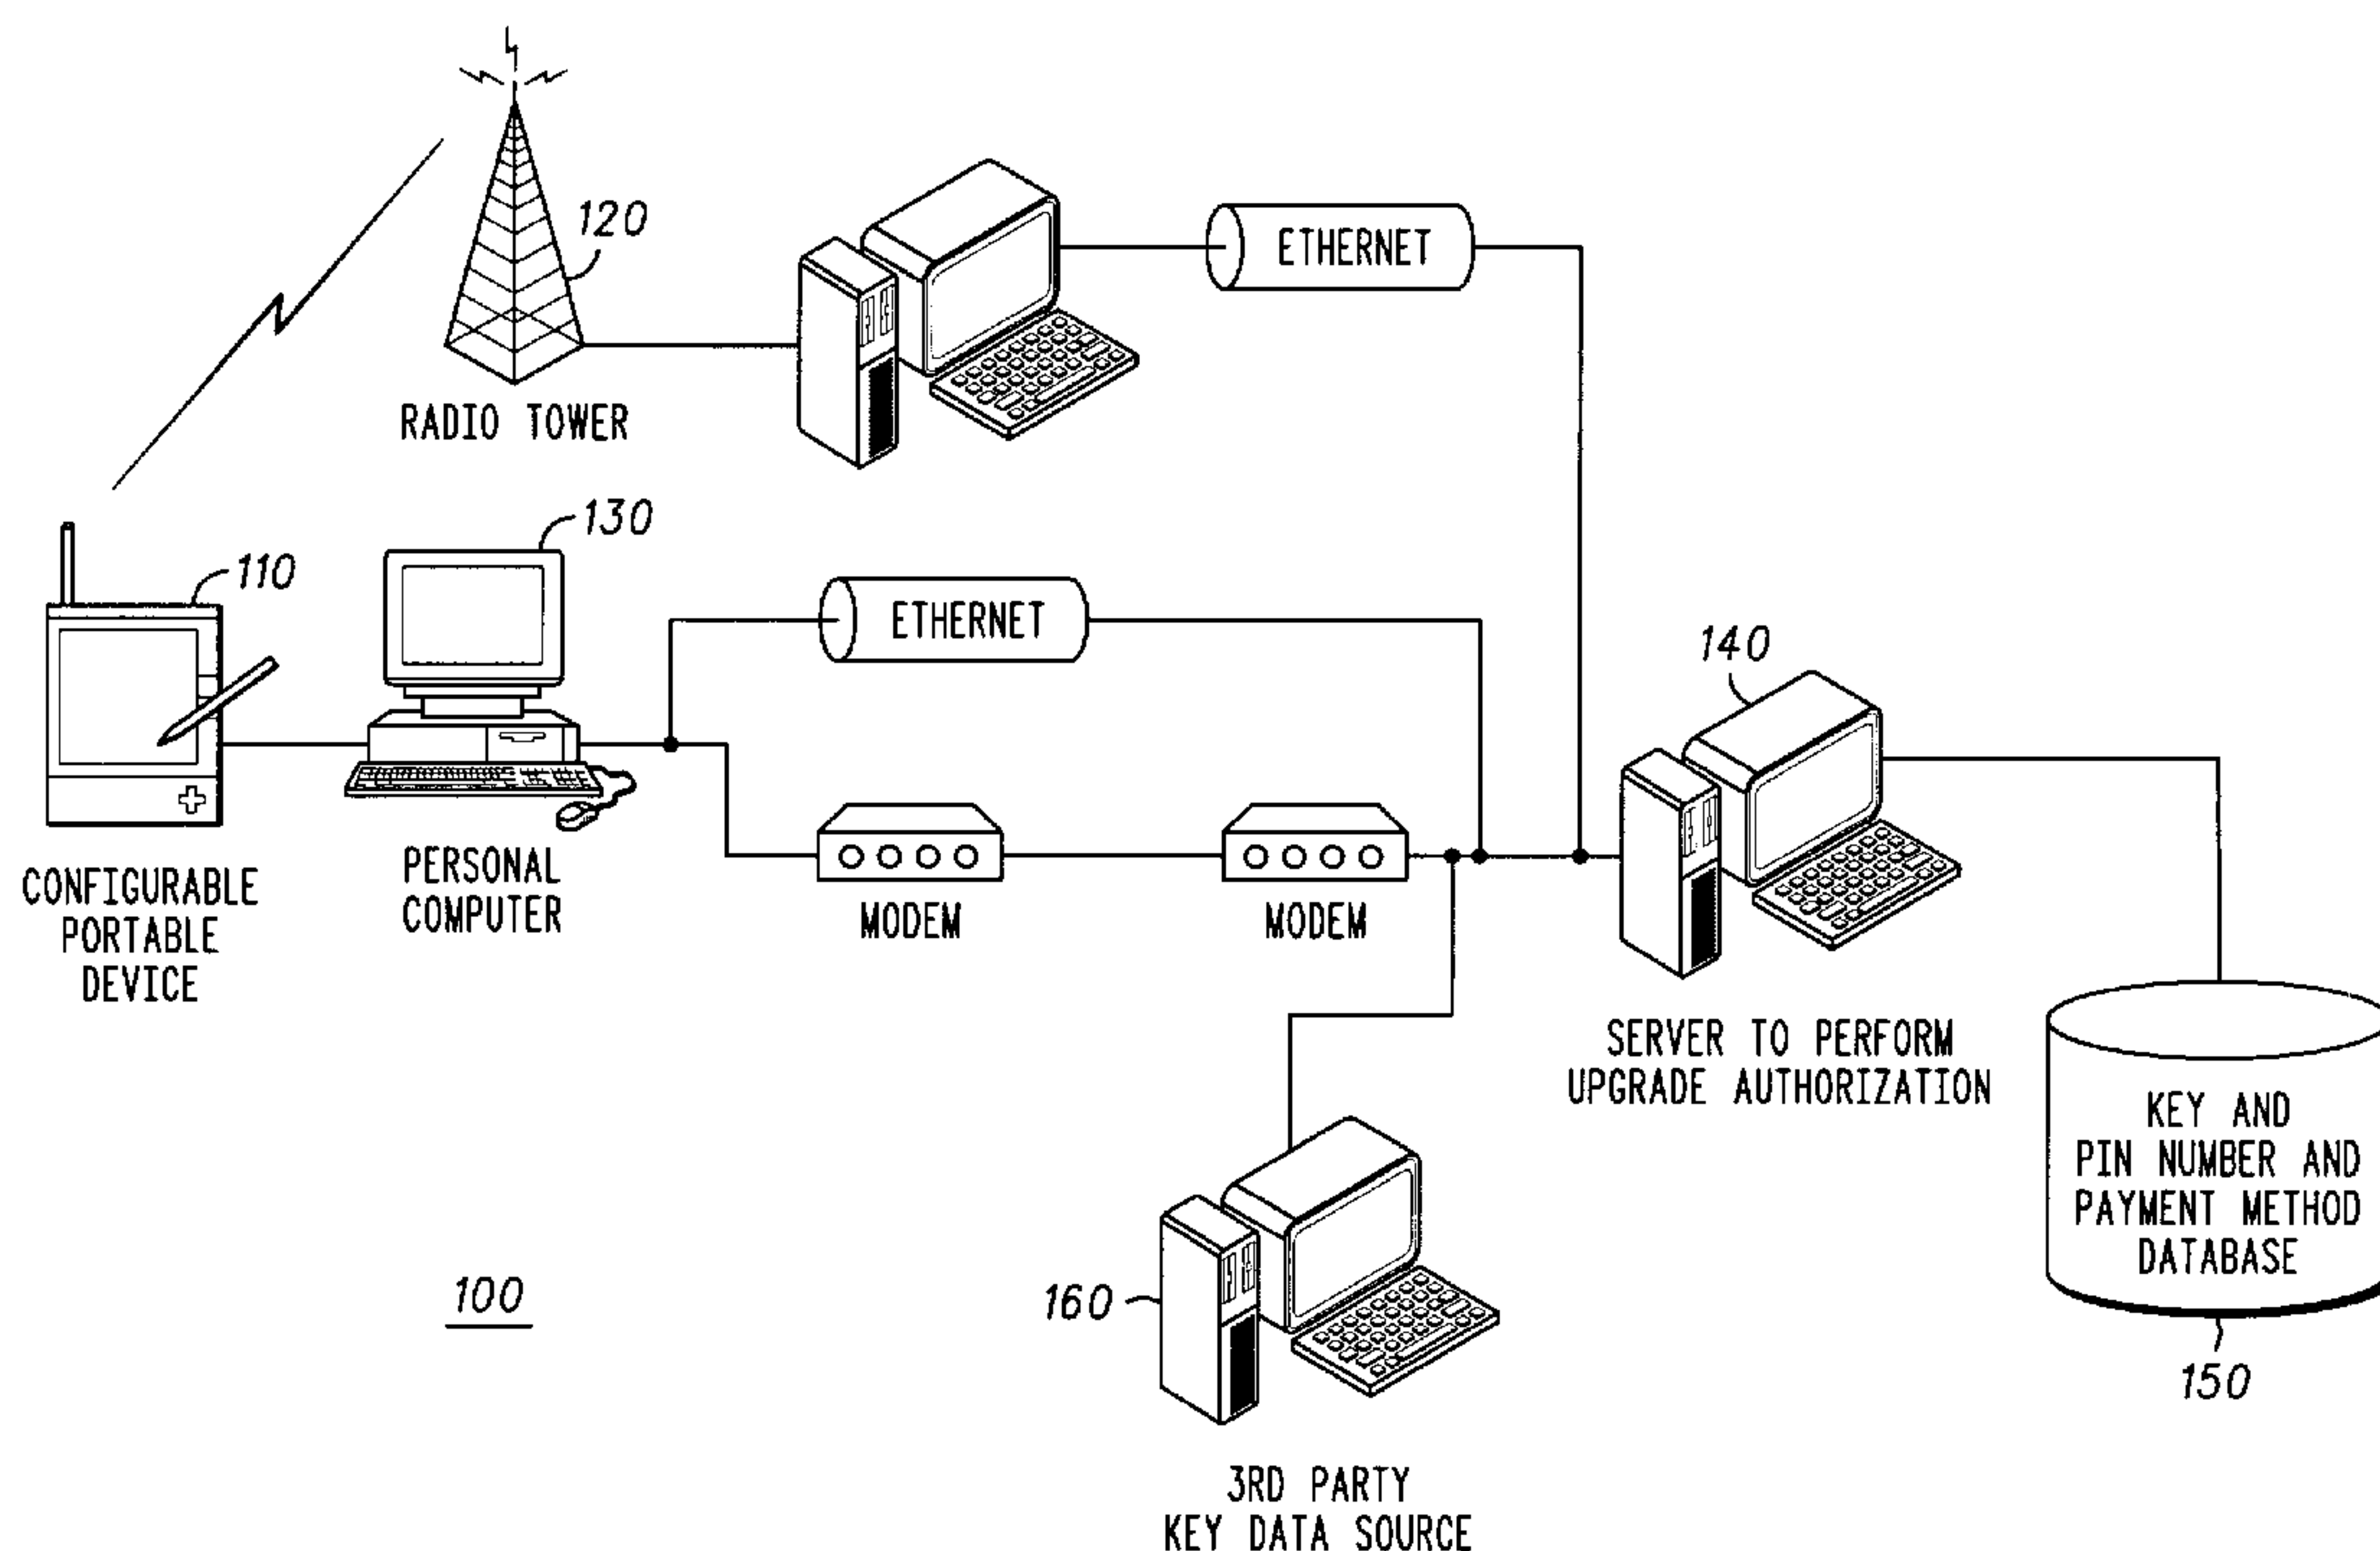 120
ETHERNET
RADIO TOWER
130
110
ETHERNET
140
CONFIGURABLE
PORTABLE
DEVICE
PERSONAL
COMPUTER
MODEM
MODEM
SERVER TO PERFORM
UPGRADE AUTHORIZATION
KEY AND
PIN NUMBER AND
PAYMENT METHOD
DATABASE
100
160
150
3RD PARTY
KEY DATA SOURCE